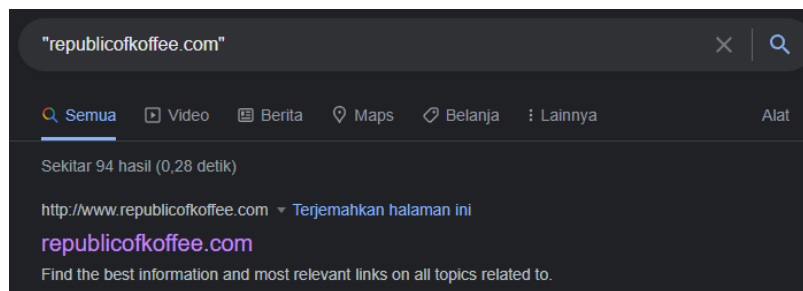 "republicofkoffee.com"
Semua Video Berita Maps Belanja Lainnya Alat
Sekitar 94 hasil (0,28 detik)
http://www.republicofkoffee.com Terjemahkan halaman ini
republicofkoffee.com
Find the best information and most relevant links on all topics related to.